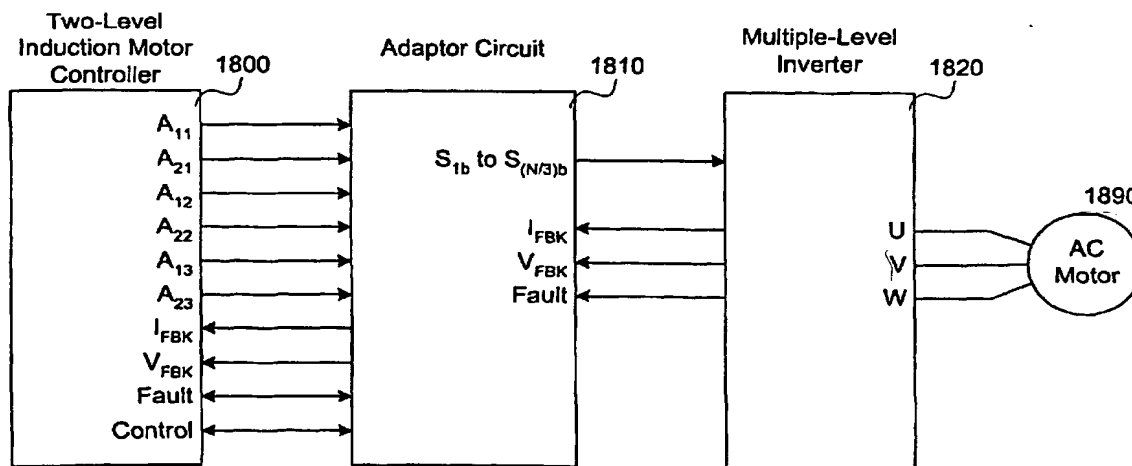 Two-Level
Induction Motor
Controller
1800
Adaptor Circuit
1810
Multiple-Level
Inverter
1820
A11
A21
A12
A22
A13
A23
IFBK
VFBK
Fault
Control
S1b to S(N/3)b
IFBK
VFBK
Fault
U
V
W
1890
AC
Motor